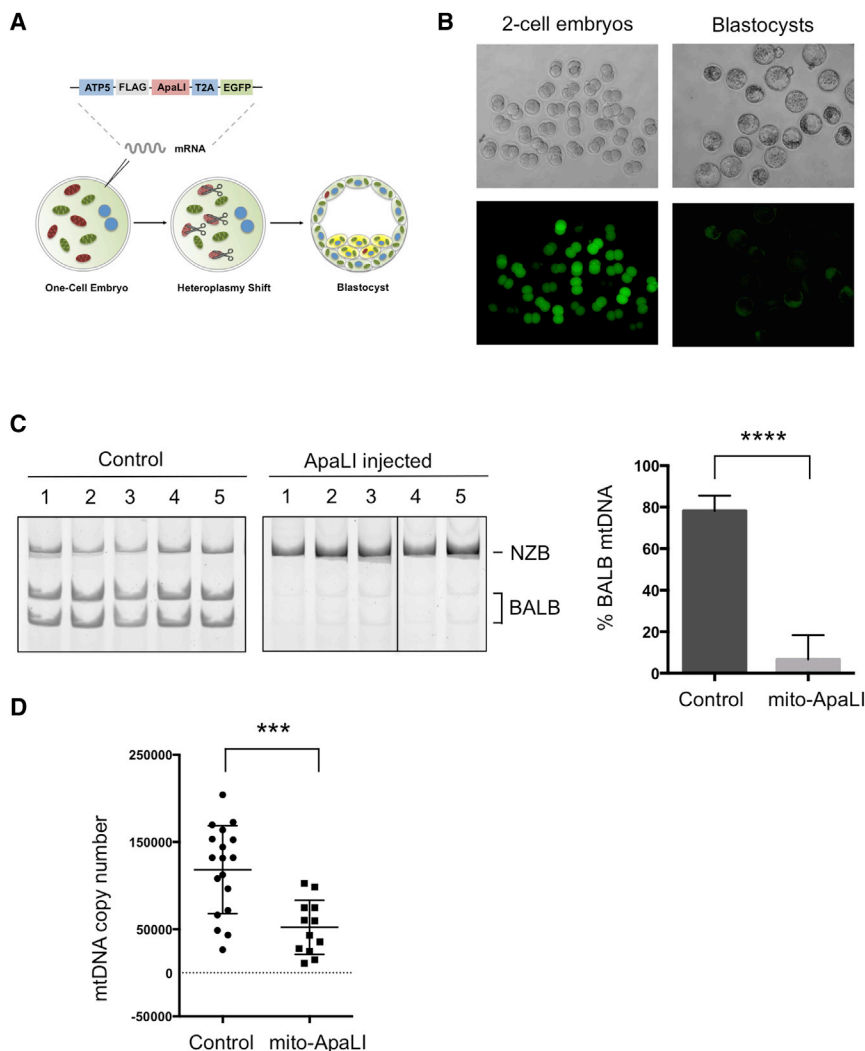 A
ATP5 FLAG ApaLI T2A EGFP
mRNA
One-Cell Embryo Heteroplasmy Shift Blastocyst
B
2-cell embryos Blastocysts
C
Control ApaLI injected
1 2 3 4 5 1 2 3 4 5
NZB
BALB
****
% BALB mtDNA
100
80
60
40
20
0
Control mito-ApaLI
D
***
mtDNA copy number
250000
150000
50000
0
-50000
Control mito-ApaLI